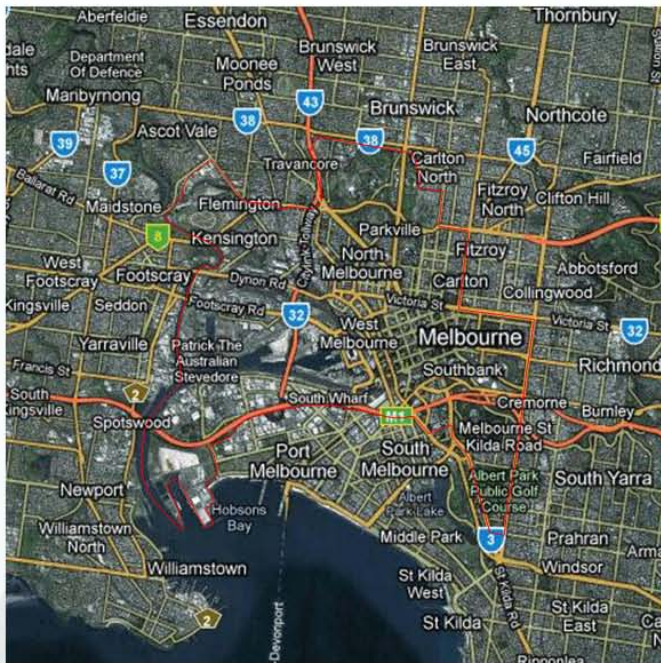 Aberfeldie
Essendon
Thornbury
Brunswick
West
Brunswick
East
dale
hts
Department
Of Defence
Moonee
Ponds
Maribyrnong
43
38
Brunswick
Northcote
39
Ascot Vale
38
45
37
Travancore
Carlton
North
Fairfield
Ballarat Rd
Maidstone
Flemington
Fitzroy
North
Clifton Hill
8
Kensington
Citylink-Tollway
Parkville
Fitzroy
West
Footscray
Footscray
Dynon Rd
North
Melbourne
Carlton
Abbotsford
Kingsville
Seddon
Footscray Rd
32
Victoria St
Collingwood
Victoria St
32
Yarraville
Patrick The
Australian
Stevedore
West
Melbourne
Melbourne
Richmond
Francis St
Southbank
2
South
Kingsville
South Wharf
M1
Cremorne
Burnley
Spotswood
Port
Melbourne
South
Melbourne
Melbourne St
Kilda Road
Newport
Albert Park
Public Golf
Course
South Yarra
Hobsons
Bay
Albert
Park Lake
Williamstown
North
Middle Park
3
Prahran
Arma
Williamstown
Windsor
St Kilda
West
St Kilda Rd
2
-Devonport
St Kilda
St Kilda
East
Ripponlea